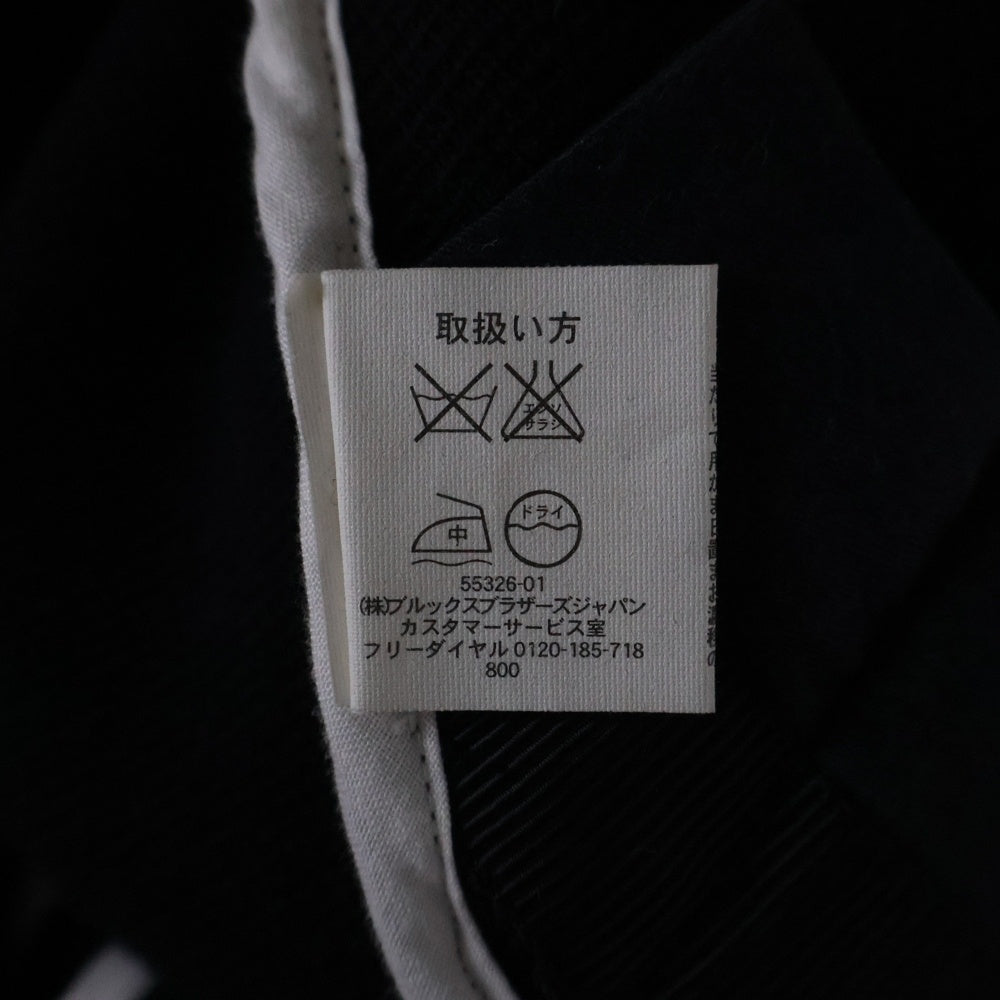 取扱い方
エンソ
サラシ
中
ドライ
55326-01
(株)ブルックスブラザーズジャパン
カスタマーサービス室
フリーダイヤル 0120-185-718
800